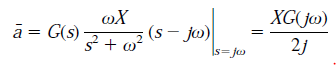 ā = G(s) ωX / (s² + ω²) (s − jω) |ₛ₌ⱼω = XG(jω) / 2j